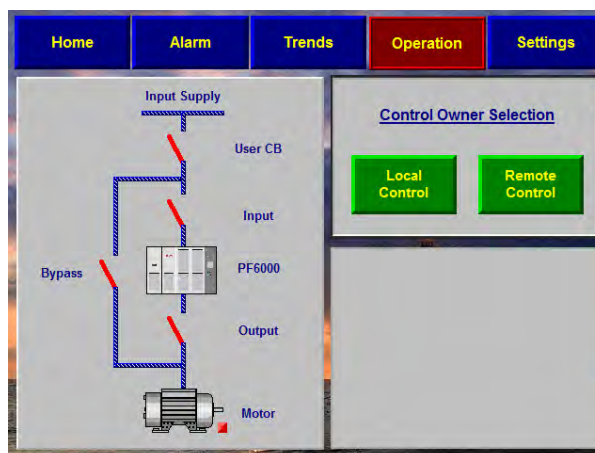 Home Alarm Trends Operation Settings
Input Supply
User CB
Input
PF6000
Bypass
Output
Motor
Control Owner Selection
Local
Control
Remote
Control